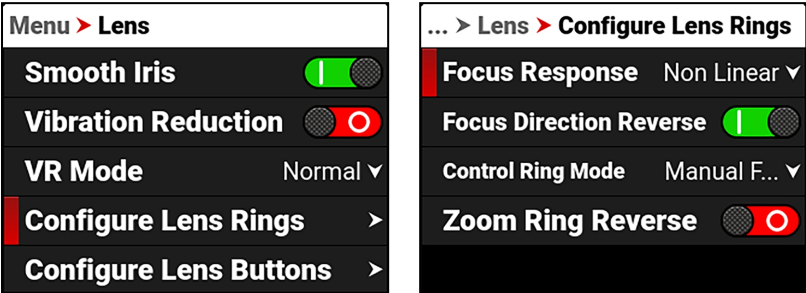 Menu > Lens
Smooth Iris
Vibration Reduction
VR Mode Normal
Configure Lens Rings
Configure Lens Buttons
... > Lens > Configure Lens Rings
Focus Response Non Linear
Focus Direction Reverse
Control Ring Mode Manual F...
Zoom Ring Reverse